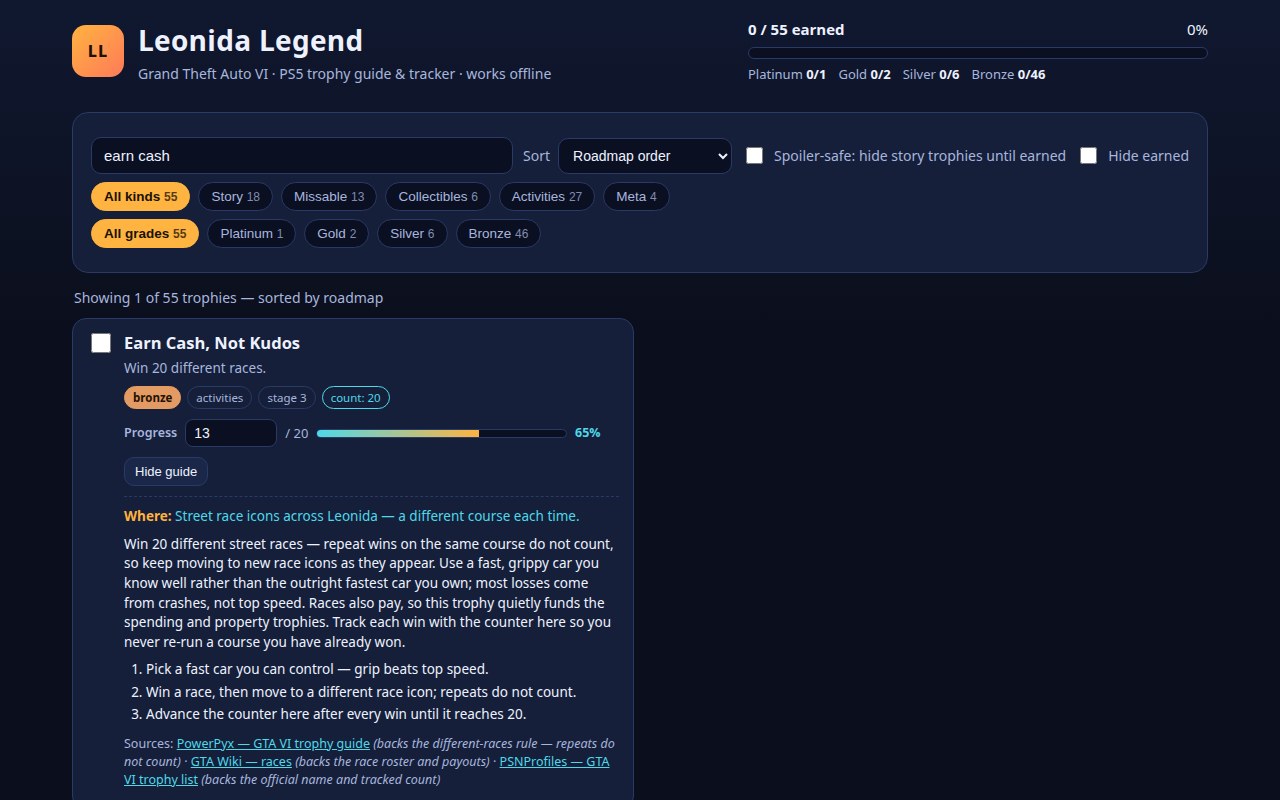 LL
Leonida Legend
Grand Theft Auto VI · PS5 trophy guide & tracker · works offline
0 / 55 earned
0%
Platinum 0/1 Gold 0/2 Silver 0/6 Bronze 0/46
earn cash
Sort
Roadmap order
Spoiler-safe: hide story trophies until earned
Hide earned
All kinds 55
Story 18
Missable 13
Collectibles 6
Activities 27
Meta 4
All grades 55
Platinum 1
Gold 2
Silver 6
Bronze 46
Showing 1 of 55 trophies — sorted by roadmap
Earn Cash, Not Kudos
Win 20 different races.
bronze
activities
stage 3
count: 20
Progress
13
/ 20
65%
Hide guide
Where: Street race icons across Leonida — a different course each time.
Win 20 different street races — repeat wins on the same course do not count,
so keep moving to new race icons as they appear. Use a fast, grippy car you
know well rather than the outright fastest car you own; most losses come
from crashes, not top speed. Races also pay, so this trophy quietly funds the
spending and property trophies. Track each win with the counter here so you
never re-run a course you have already won.
1. Pick a fast car you can control — grip beats top speed.
2. Win a race, then move to a different race icon; repeats do not count.
3. Advance the counter here after every win until it reaches 20.
Sources: PowerPyx — GTA VI trophy guide (backs the different-races rule — repeats do
not count) · GTA Wiki — races (backs the race roster and payouts) · PSNProfiles — GTA
VI trophy list (backs the official name and tracked count)